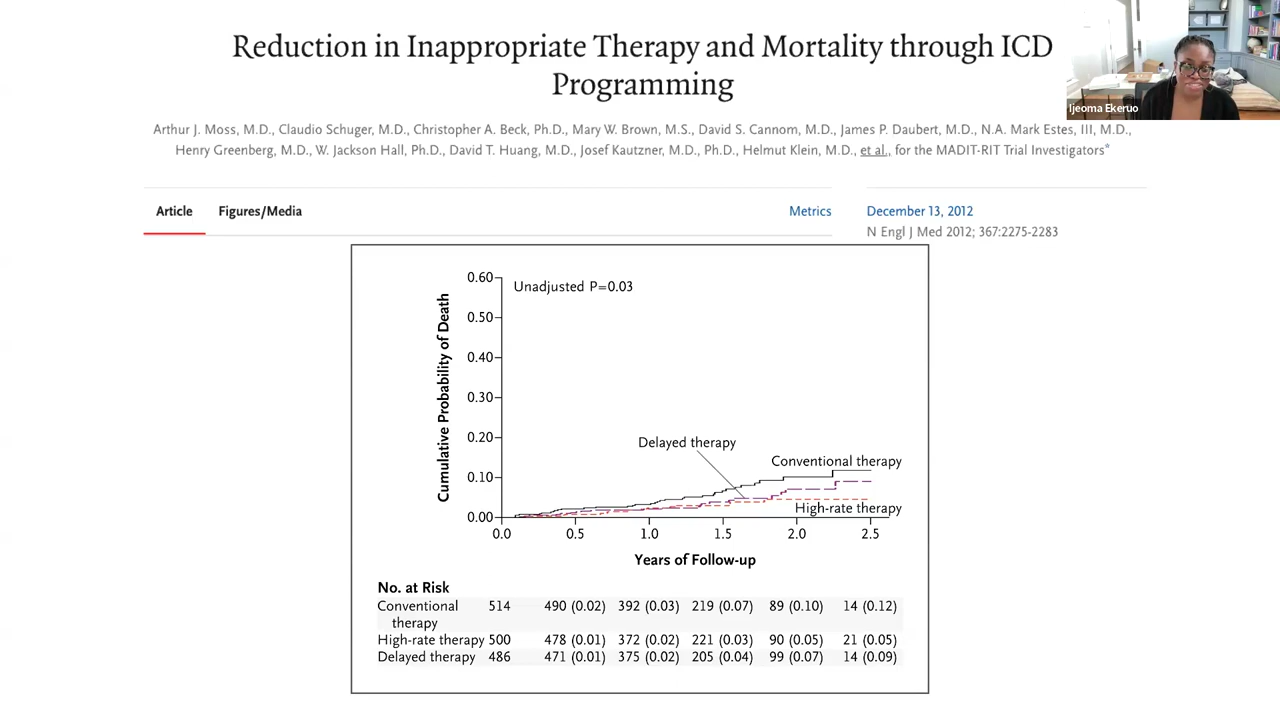 Reduction in Inappropriate Therapy and Mortality through ICD
Programming
Ijeoma Ekeruo
Arthur J. Moss, M.D., Claudio Schuger, M.D., Christopher A. Beck, Ph.D., Mary W. Brown, M.S., David S. Cannom, M.D., James P. Daubert, M.D., N.A. Mark Estes, III, M.D.,
Henry Greenberg, M.D., W. Jackson Hall, Ph.D., David T. Huang, M.D., Josef Kautzner, M.D., Ph.D., Helmut Klein, M.D., et al., for the MADIT-RIT Trial Investigators*
Article Figures/Media Metrics December 13, 2012
N Engl J Med 2012; 367:2275-2283
Unadjusted P=0.03
Cumulative Probability of Death
0.60
0.50
0.40
0.30
0.20
0.10
0.00
Delayed therapy
Conventional therapy
High-rate therapy
0.0 0.5 1.0 1.5 2.0 2.5
Years of Follow-up
No. at Risk
Conventional 514 490 (0.02) 392 (0.03) 219 (0.07) 89 (0.10) 14 (0.12)
therapy
High-rate therapy 500 478 (0.01) 372 (0.02) 221 (0.03) 90 (0.05) 21 (0.05)
Delayed therapy 486 471 (0.01) 375 (0.02) 205 (0.04) 99 (0.07) 14 (0.09)